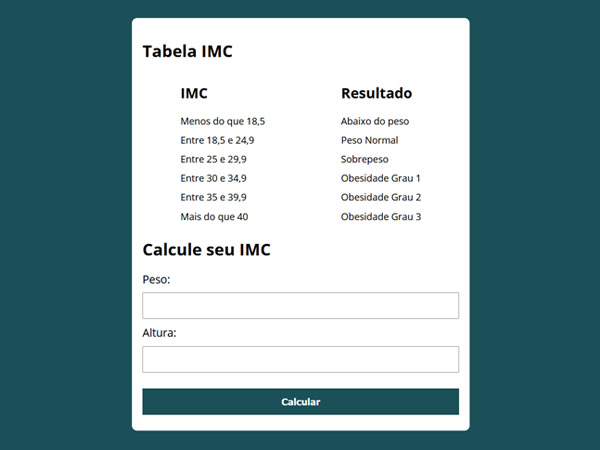 Tabela IMC
IMC Resultado
Menos do que 18,5 Abaixo do peso
Entre 18,5 e 24,9 Peso Normal
Entre 25 e 29,9 Sobrepeso
Entre 30 e 34,9 Obesidade Grau 1
Entre 35 e 39,9 Obesidade Grau 2
Mais do que 40 Obesidade Grau 3
Calcule seu IMC
Peso:
Altura:
Calcular